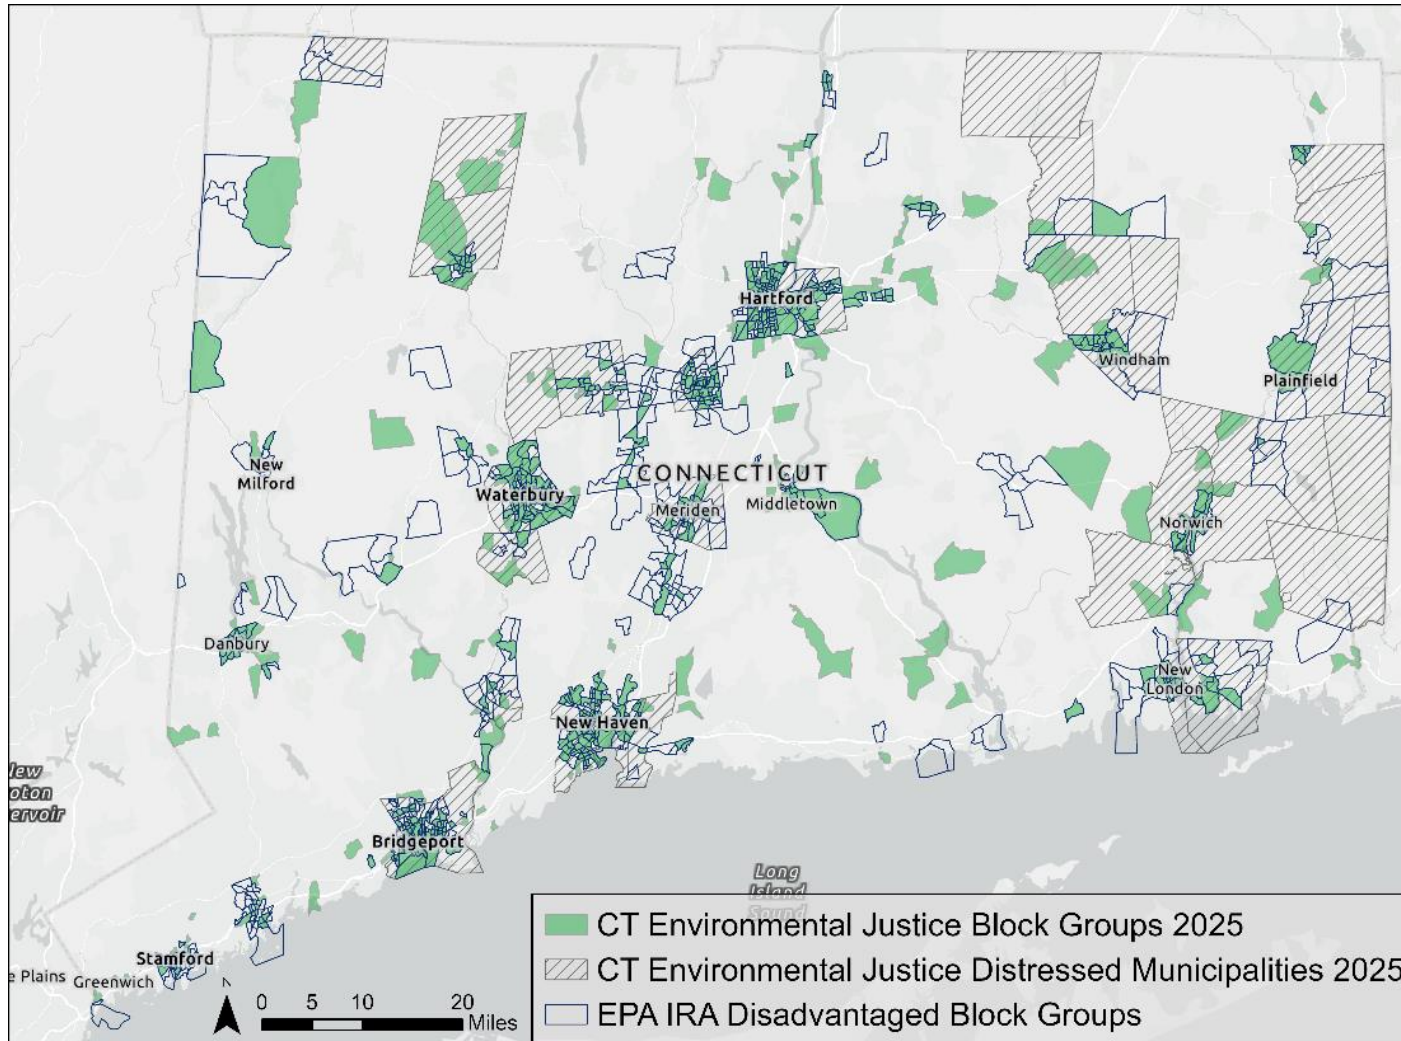 Hartford
Windham
Plainfield
New
Milford
CONNECTICUT
Waterbury
Meriden
Middletown
Norwich
Danbury
New
London
New Haven
Bridgeport
Long
Island
Sound
Stamford
e Plains
Greenwich
N
0 5 10 20
Miles
CT Environmental Justice Block Groups 2025
CT Environmental Justice Distressed Municipalities 2025
EPA IRA Disadvantaged Block Groups